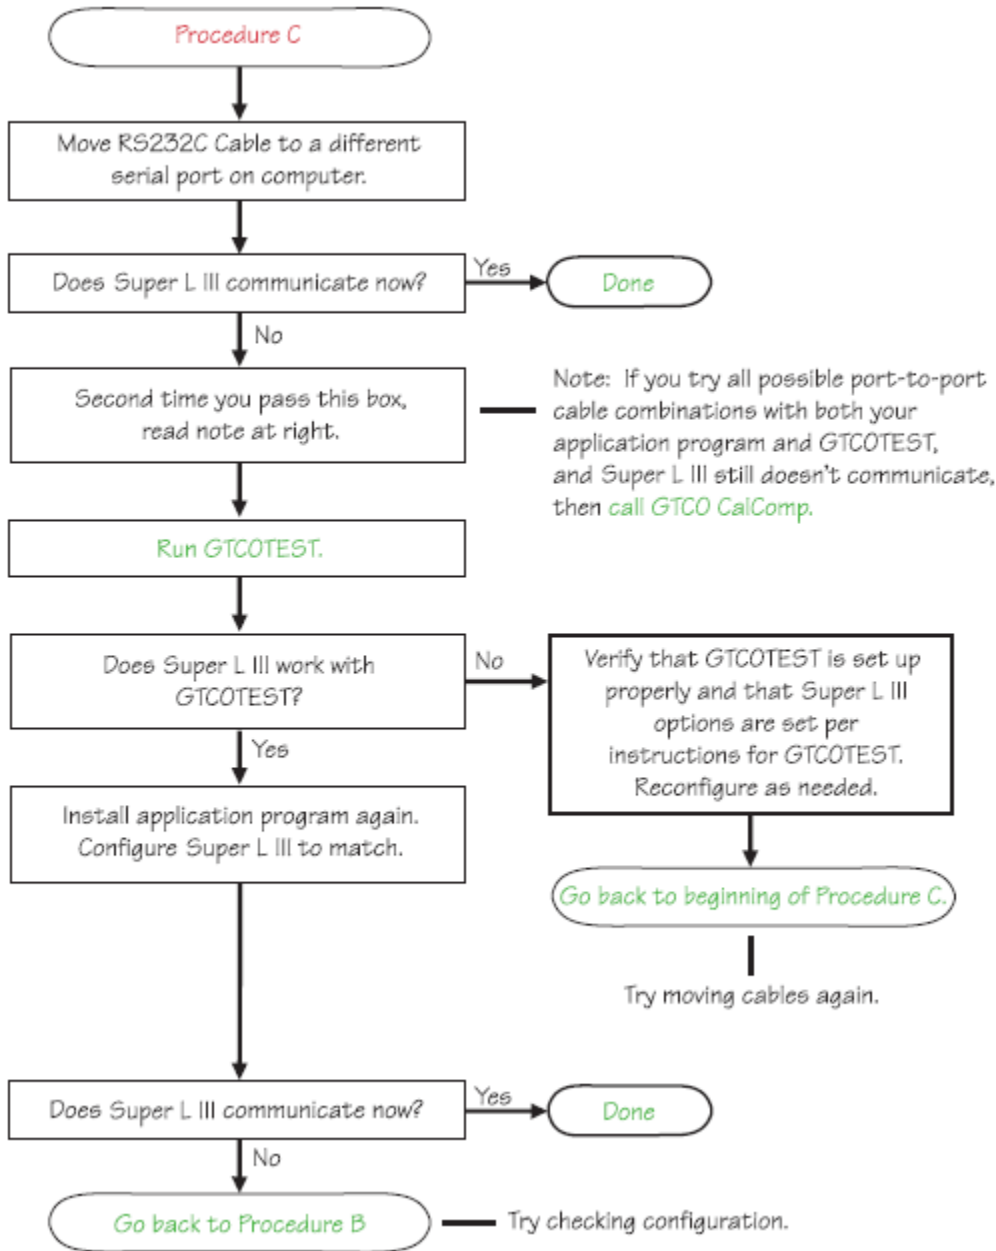 Procedure C
Move RS232C Cable to a different
serial port on computer.
Does Super L III communicate now?
Yes
Done
No
Second time you pass this box,
read note at right.
Note: If you try all possible port-to-port
cable combinations with both your
application program and GTCOTEST,
and Super L III still doesn't communicate,
then call GTCO CalComp.
Run GTCOTEST.
Does Super L III work with
GTCOTEST?
No
Verify that GTCOTEST is set up
properly and that Super L III
options are set per
instructions for GTCOTEST.
Reconfigure as needed.
Yes
Install application program again.
Configure Super L III to match.
Go back to beginning of Procedure C.
Try moving cables again.
Does Super L III communicate now?
Yes
Done
No
Go back to Procedure B
Try checking configuration.